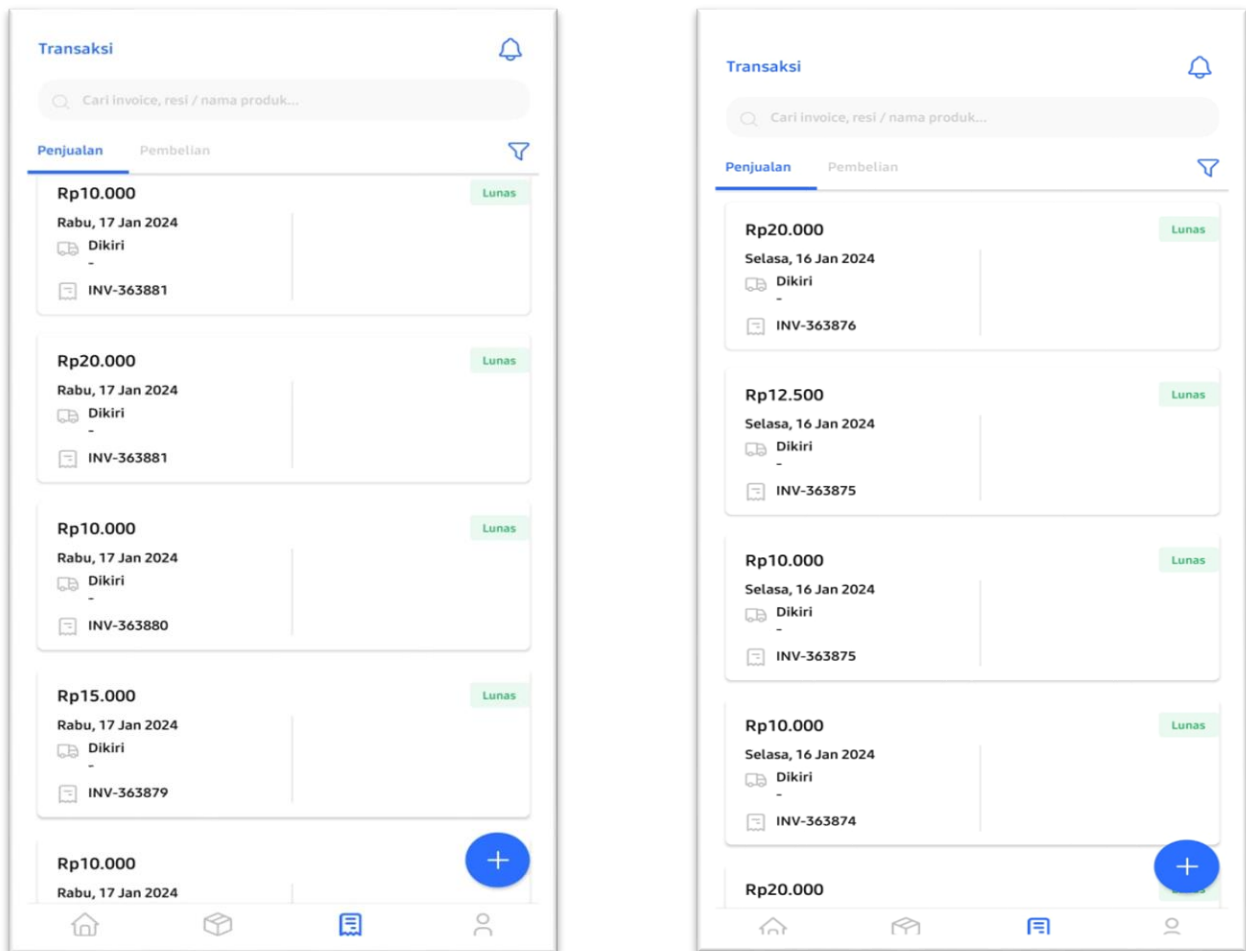 Transaksi
Cari invoice, resi / nama produk...
Penjualan Pembelian
Rp10.000 Lunas
Rabu, 17 Jan 2024
Dikiri
-
INV-363881
Rp20.000 Lunas
Rabu, 17 Jan 2024
Dikiri
-
INV-363881
Rp10.000 Lunas
Rabu, 17 Jan 2024
Dikiri
-
INV-363880
Rp15.000 Lunas
Rabu, 17 Jan 2024
Dikiri
-
INV-363879
Rp10.000
Rabu, 17 Jan 2024
Transaksi
Cari invoice, resi / nama produk...
Penjualan Pembelian
Rp20.000 Lunas
Selasa, 16 Jan 2024
Dikiri
-
INV-363876
Rp12.500 Lunas
Selasa, 16 Jan 2024
Dikiri
-
INV-363875
Rp10.000 Lunas
Selasa, 16 Jan 2024
Dikiri
-
INV-363875
Rp10.000 Lunas
Selasa, 16 Jan 2024
Dikiri
-
INV-363874
Rp20.000